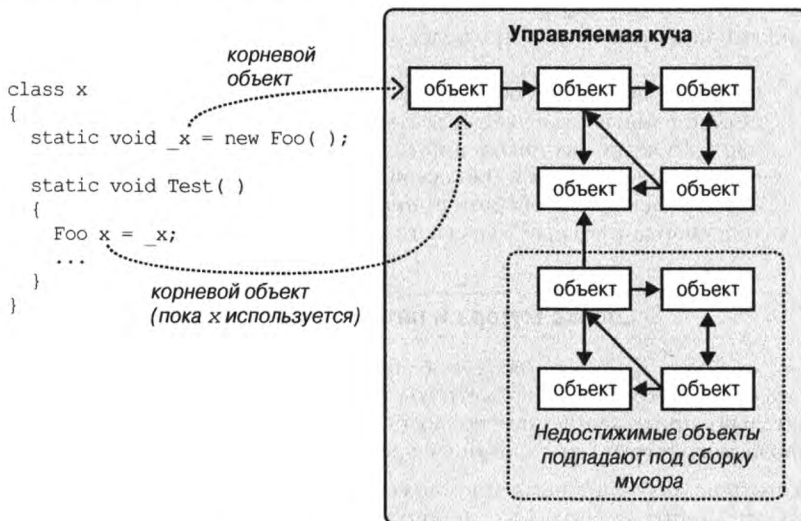 Управляемая куча
корневой
объект
объект
объект
объект
class x
{
static void _x = new Foo( );
static void Test( )
{
Foo x = _x;
...
}
}
объект
объект
корневой объект
(пока x используется)
объект
объект
объект
объект
Недостижимые объекты
подпадают под сборку
мусора